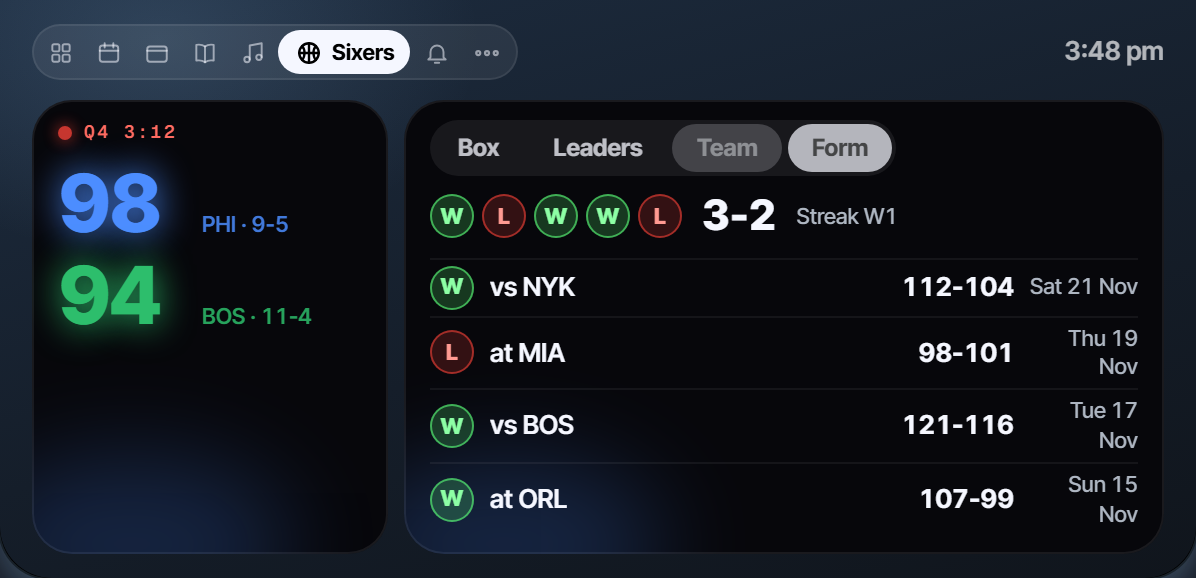 Sixers
3:48 pm
Q4 3:12
98 PHI · 9-5
94 BOS · 11-4
Box Leaders Team Form
W L W W L 3-2 Streak W1
W vs NYK 112-104 Sat 21 Nov
L at MIA 98-101 Thu 19
Nov
W vs BOS 121-116 Tue 17
Nov
W at ORL 107-99 Sun 15
Nov